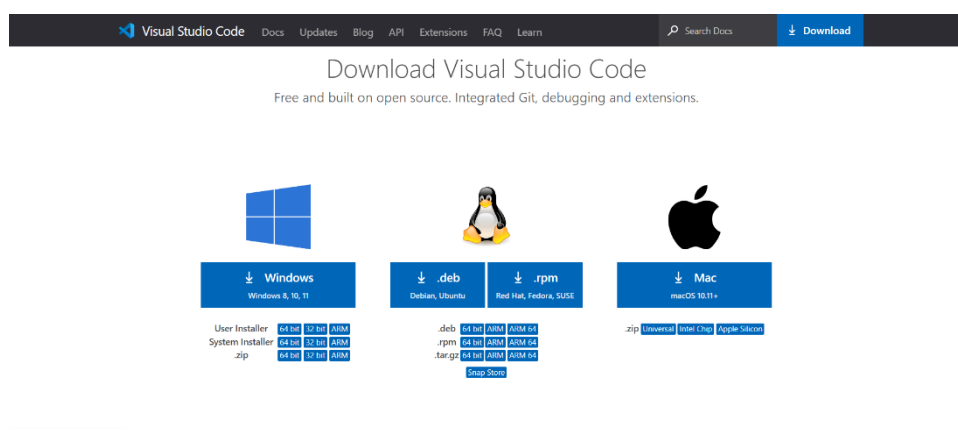 Visual Studio Code Docs Updates Blog API Extensions FAQ Learn Search Docs Download
Download Visual Studio Code
Free and built on open source. Integrated Git, debugging and extensions.
Windows
Windows 8, 10, 11
User Installer 64 bit 32 bit ARM
System Installer 64 bit 32 bit ARM
.zip 64 bit 32 bit ARM
.deb
Debian, Ubuntu
.rpm
Red Hat, Fedora, SUSE
.deb 64 bit ARM ARM 64
.rpm 64 bit ARM ARM 64
.tar.gz 64 bit ARM ARM 64
Snap Store
Mac
macOS 10.11+
.zip Universal Intel Chip Apple Silicon